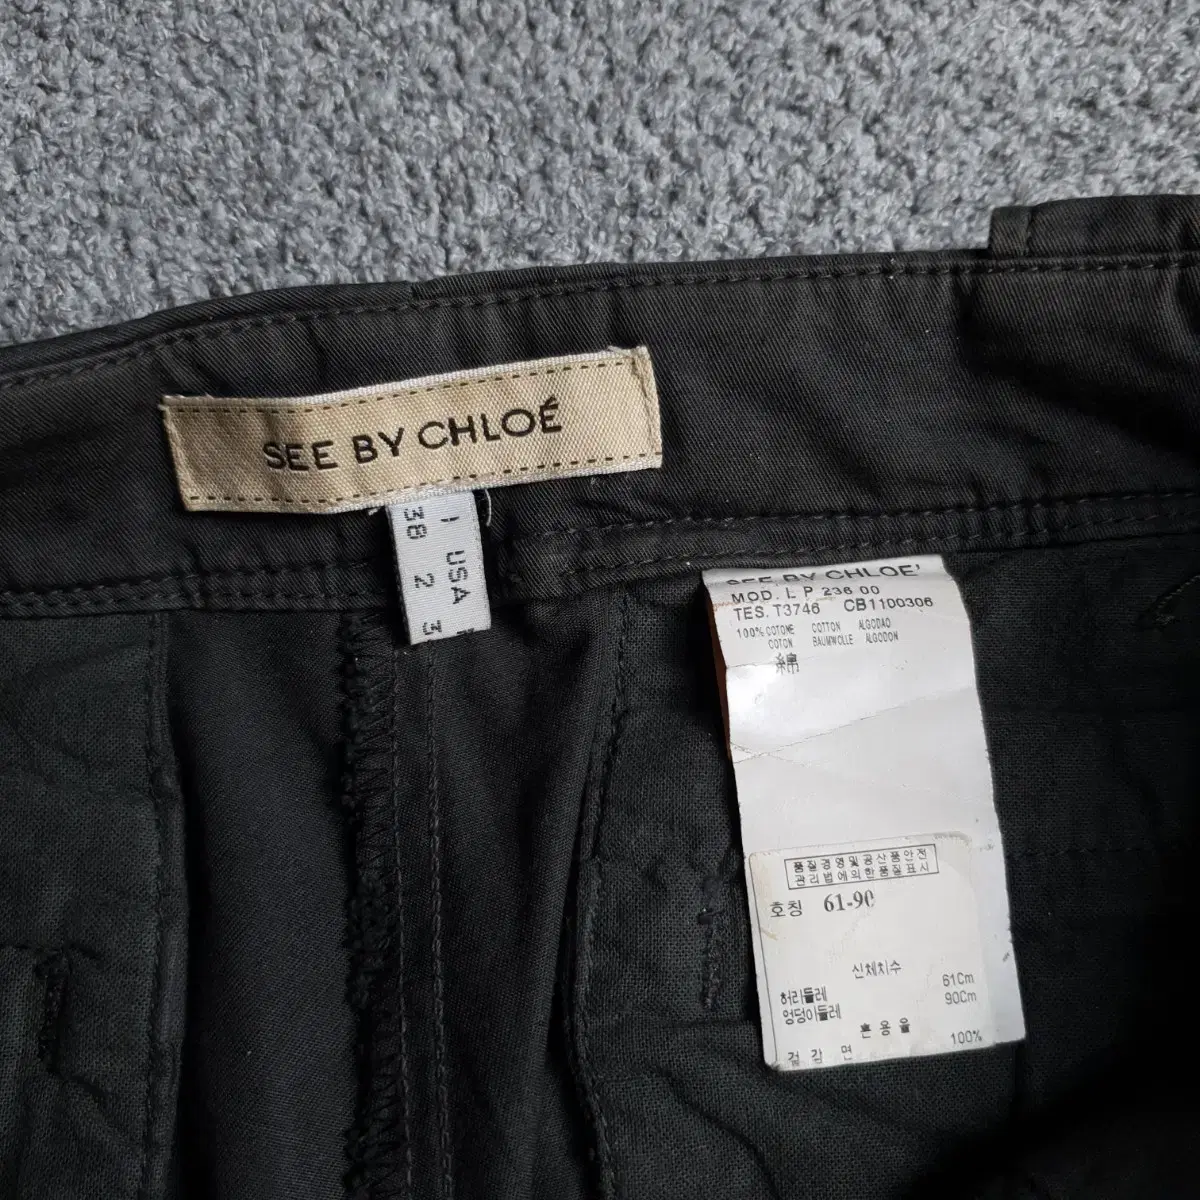 SEE BY CHLOÉ
I USA
38 2 3
SEE BY CHLOE'
MOD. L P 236 00
TES. T3746 CB1100306
100% COTONE COTTON ALGODAO
COTON BAUMWOLLE ALGODON
綿
품질경영및공산품안전
관리법에의한품질표시
호칭 61-90
신체치수
허리둘레 61Cm
엉덩이둘레 90Cm
혼 용 율
겉 감 면 100%